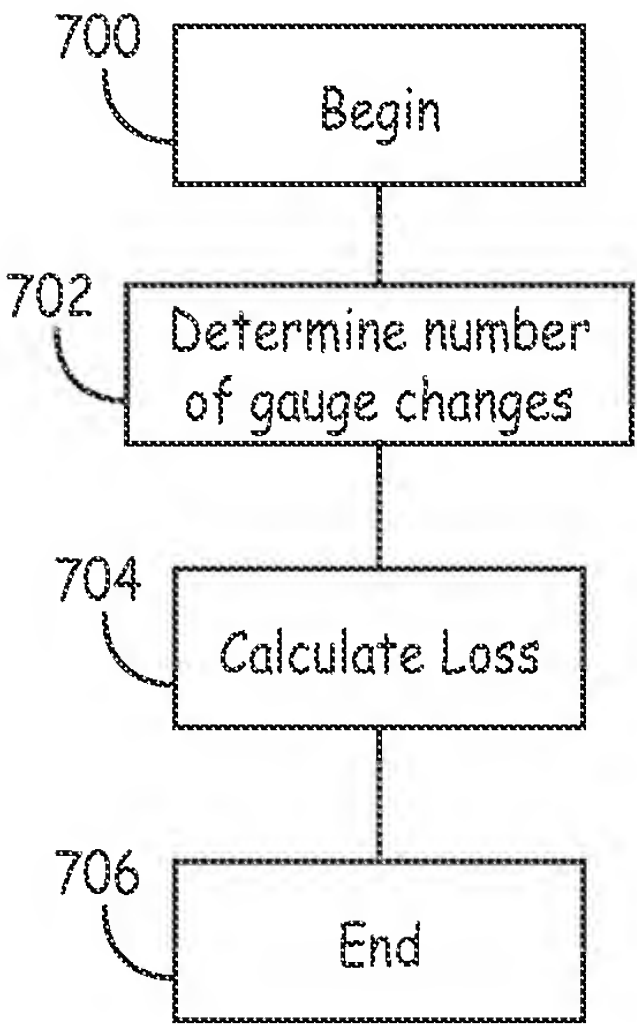 700
Begin
702
Determine number
of gauge changes
704
Calculate Loss
706
End